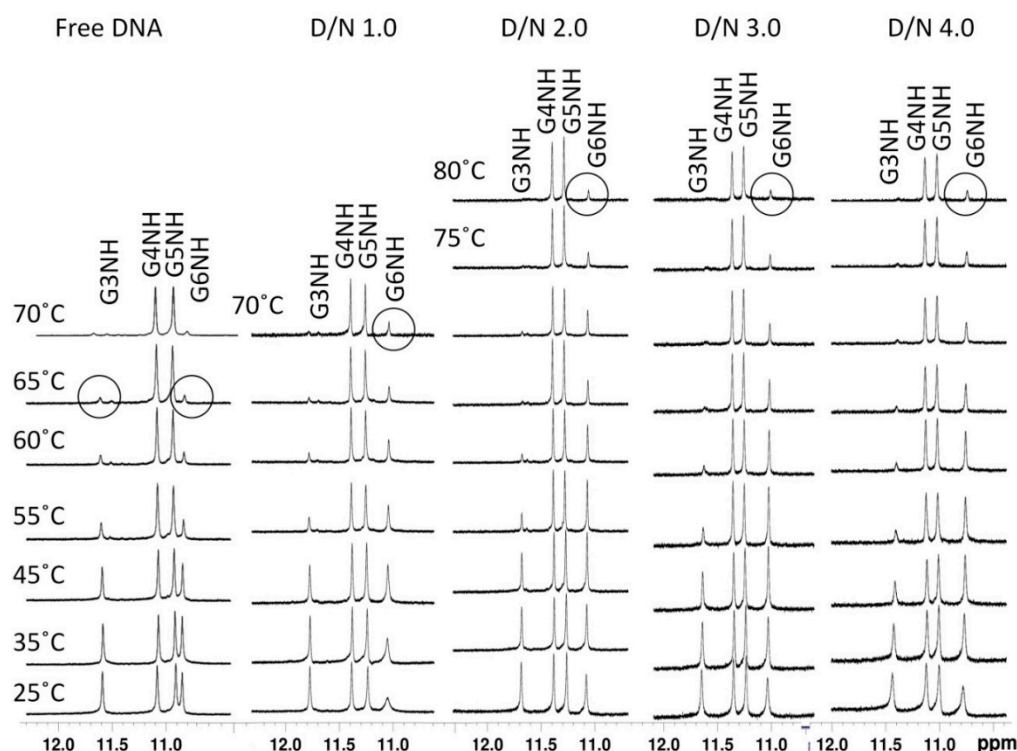 Free DNA D/N 1.0 D/N 2.0 D/N 3.0 D/N 4.0
G3NH G4NH G5NH G6NH
G3NH G4NH G5NH G6NH
G3NH G4NH G5NH G6NH
G3NH G4NH G5NH G6NH
G3NH G4NH G5NH G6NH
80˚C
75˚C
70˚C 70˚C
65˚C
60˚C
55˚C
45˚C
35˚C
25˚C
12.0 11.5 11.0 12.0 11.5 11.0 12.0 11.5 11.0 12.0 11.5 11.0 12.0 11.5 11.0 ppm